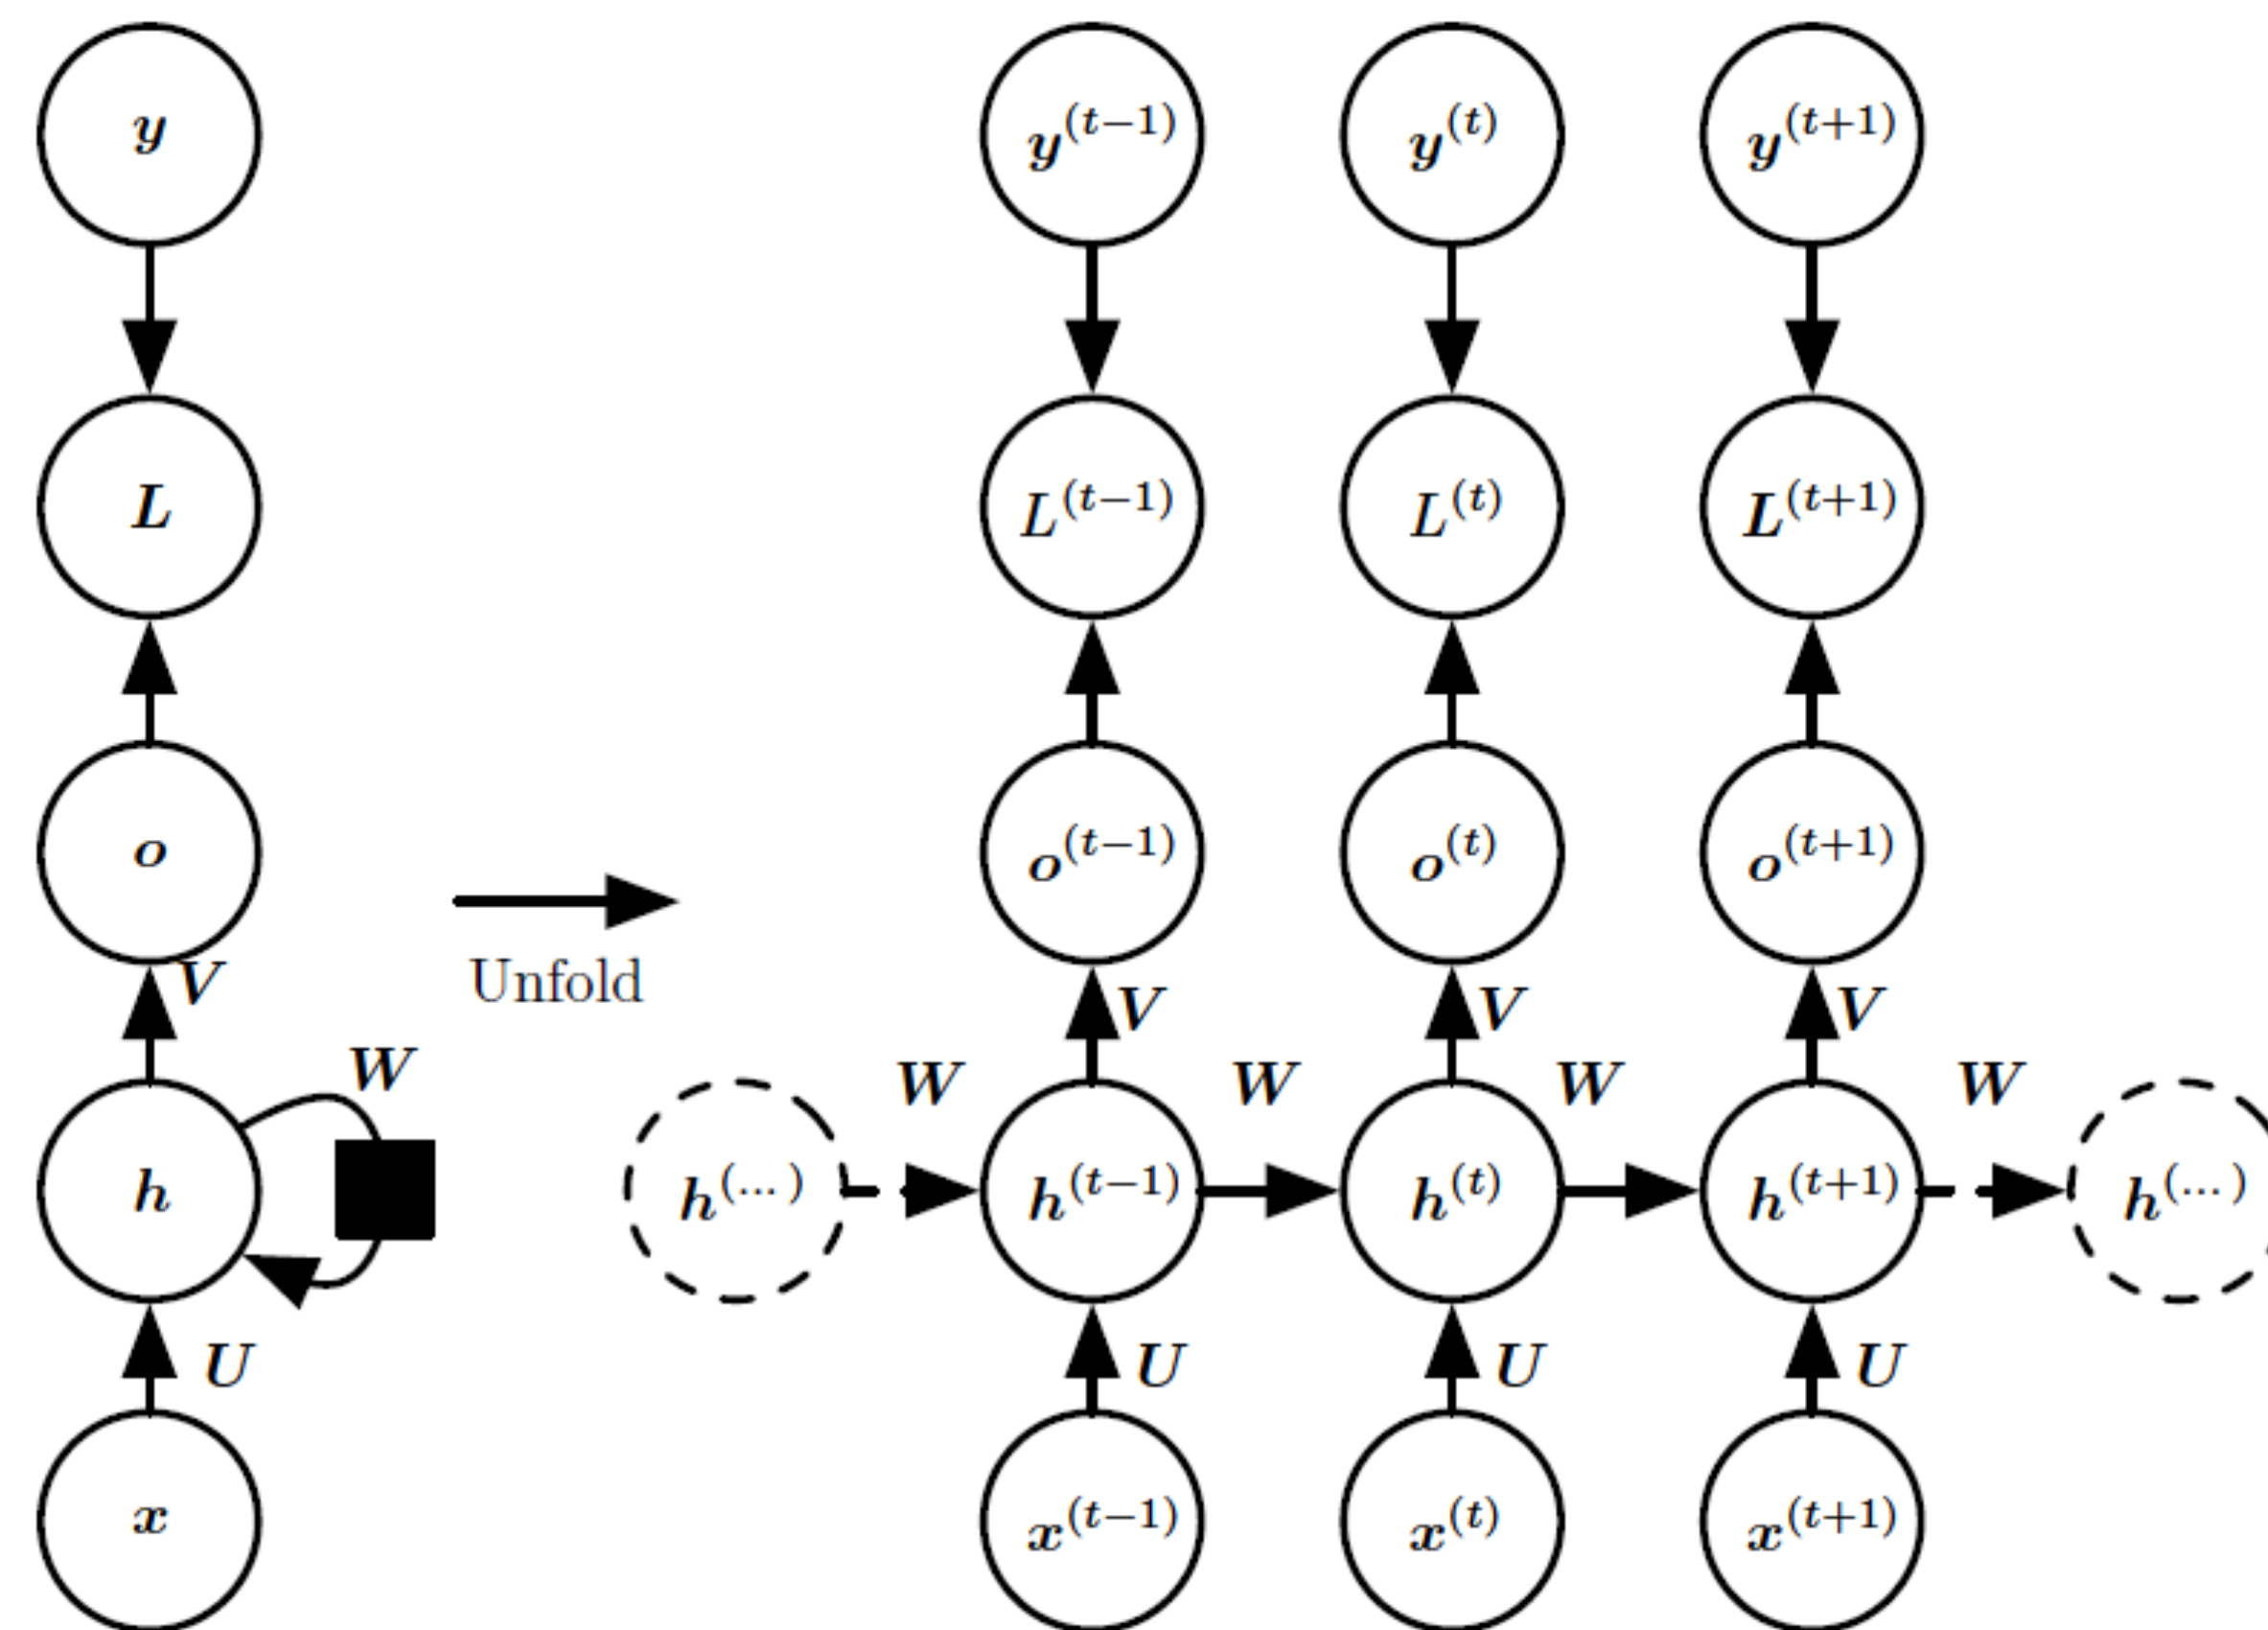 y y^(t−1) y^(t) y^(t+1)
L L^(t−1) L^(t) L^(t+1)
o o^(t−1) o^(t) o^(t+1)
Unfold
V V V V
W W W W W
h h^(...) h^(t−1) h^(t) h^(t+1) h^(...)
U U U U
x x^(t−1) x^(t) x^(t+1)